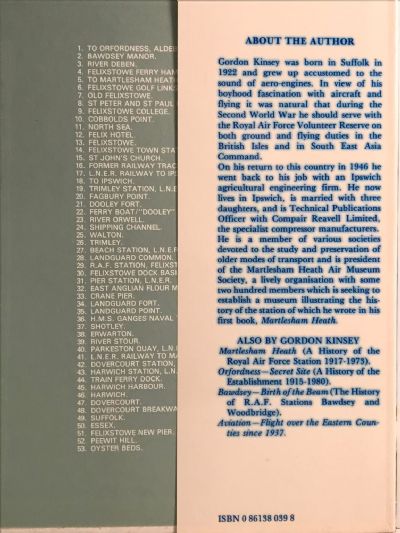 1. TO ORFORDNESS, ALDE
2. BAWDSEY MANOR.
3. RIVER DEBEN.
4. FELIXSTOWE FERRY HAM
5. TO MARTLESHAM HEAT
6. FELIXSTOWE GOLF LINK
7. OLD FELIXSTOWE.
8. ST PETER AND ST PAUL
9. FELIXSTOWE COLLEGE.
10. COBBOLDS POINT.
11. NORTH SEA.
12. FELIX HOTEL.
13. FELIXSTOWE.
14. FELIXSTOWE TOWN STA
15. ST JOHN'S CHURCH.
16. FORMER RAILWAY TRAC
17. L.N.E.R. RAILWAY TO IP
18. TO IPSWICH.
19. TRIMLEY STATION, L.N.E
20. FAGBURY POINT.
21. DOOLEY FORT.
22. FERRY BOAT/"DOOLEY"
23. RIVER ORWELL.
24. SHIPPING CHANNEL.
25. WALTON.
26. TRIMLEY.
27. BEACH STATION, L.N.E.F
28. LANDGUARD COMMON.
29. R.A.F. STATION, FELIXST
30. FELIXSTOWE DOCK BASI
31. PIER STATION, L.N.E.R.
32. EAST ANGLIAN FLOUR M
33. CRANE PIER.
34. LANDGUARD FORT.
35. LANDGUARD POINT.
36. H.M.S. GANGES NAVAL
37. SHOTLEY.
38. ERWARTON.
39. RIVER STOUR.
40. PARKESTON QUAY, L.N.
41. L.N.E.R. RAILWAY TO MA
42. DOVERCOURT STATION,
43. HARWICH STATION, L.N.E
44. TRAIN FERRY DOCK.
45. HARWICH HARBOUR.
46. HARWICH.
47. DOVERCOURT.
48. DOVERCOURT BREAKWA
49. SUFFOLK.
50. ESSEX.
51. FELIXSTOWE NEW PIER.
52. PEEWIT HILL.
53. OYSTER BEDS.
ABOUT THE AUTHOR
Gordon Kinsey was born in Suffolk in
1922 and grew up accustomed to the
sound of aero-engines. In view of his
boyhood fascination with aircraft and
flying it was natural that during the
Second World War he should serve with
the Royal Air Force Volunteer Reserve on
both ground and flying duties in the
British Isles and in South East Asia
Command.
On his return to this country in 1946 he
went back to his job with an Ipswich
agricultural engineering firm. He now
lives in Ipswich, is married with three
daughters, and is Technical Publications
Officer with Compair Reavell Limited,
the specialist compressor manufacturers.
He is a member of various societies
devoted to the study and preservation of
older modes of transport and is president
of the Martlesham Heath Air Museum
Society, a lively organisation with some
two hundred members which is seeking to
establish a museum illustrating the his-
tory of the station of which he wrote in his
first book, Martlesham Heath.
ALSO BY GORDON KINSEY
Martlesham Heath (A History of the
Royal Air Force Station 1917-1973).
Orfordness—Secret Site (A History of the
Establishment 1915-1980).
Bawdsey—Birth of the Beam (The History
of R.A.F. Stations Bawdsey and
Woodbridge).
Aviation—Flight over the Eastern Coun-
ties since 1937.
ISBN 0 86138 039 8